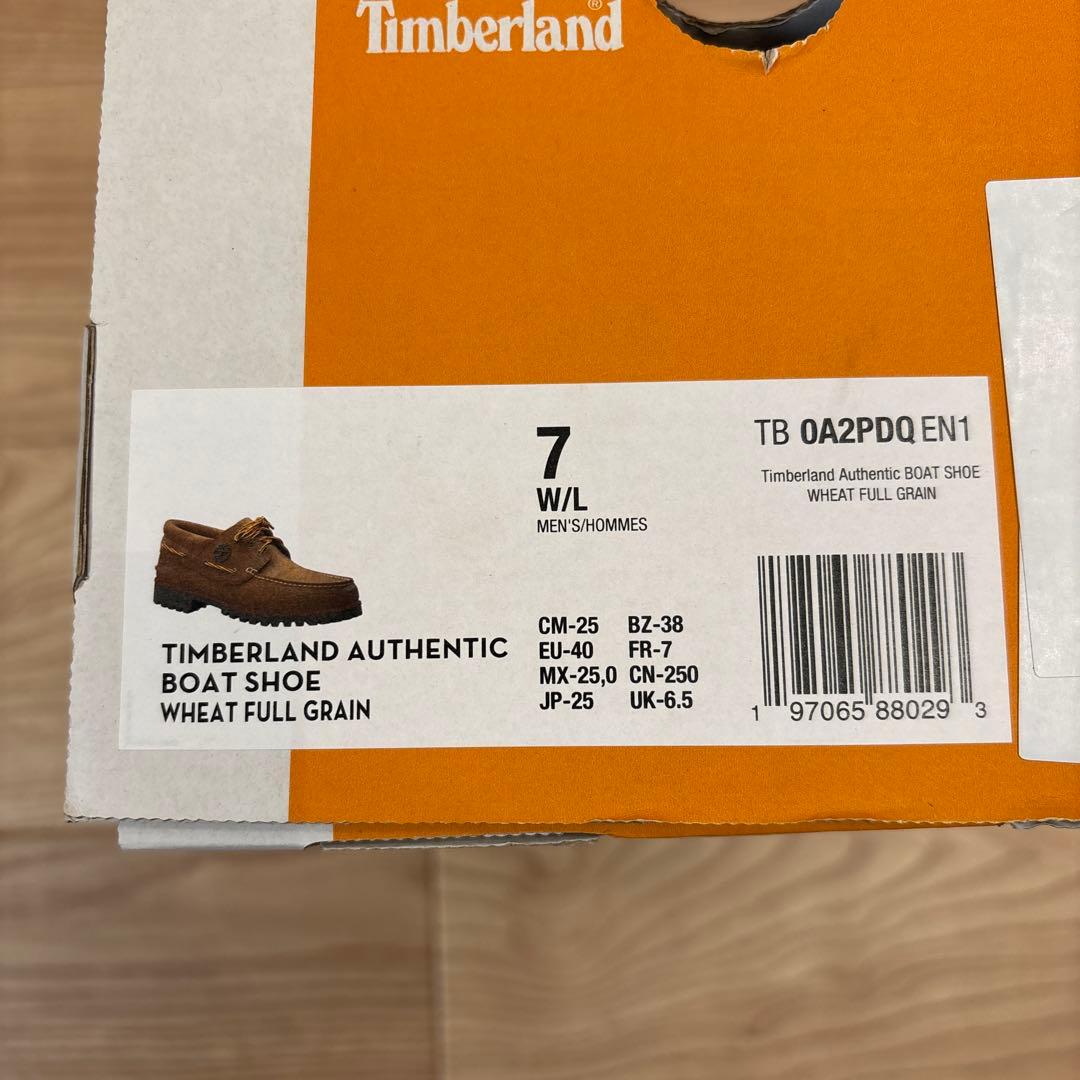 Timberland®
7
W/L
MEN'S/HOMMES
TB 0A2PDQ EN1
Timberland Authentic BOAT SHOE
WHEAT FULL GRAIN
TIMBERLAND AUTHENTIC
BOAT SHOE
WHEAT FULL GRAIN
CM-25 BZ-38
EU-40 FR-7
MX-25,0 CN-250
JP-25 UK-6.5
1 97065 88029 3